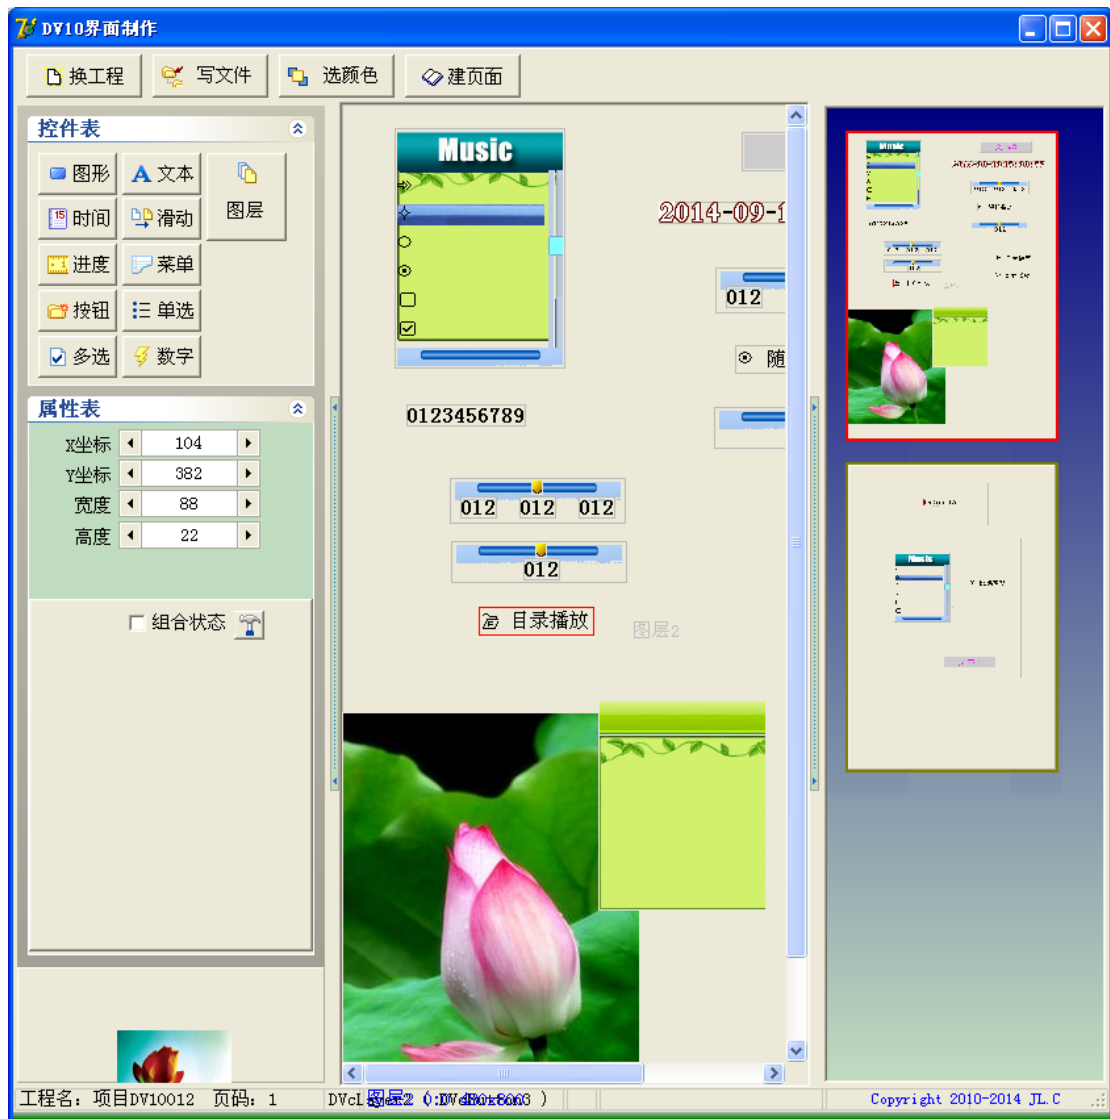 DV10界面制作
换工程 写文件 选颜色 建页面
控件表
图形 文本 图层
时间 滑动
进度 菜单
按钮 单选
多选 数字
属性表
X坐标 104
Y坐标 382
宽度 88
高度 22
组合状态
Music
2014-09-1
012
随
0123456789
012 012 012
012
目录播放
图层2
Music
Music
工程名: 项目DV10012 页码: 1
Copyright 2010-2014 JL.C